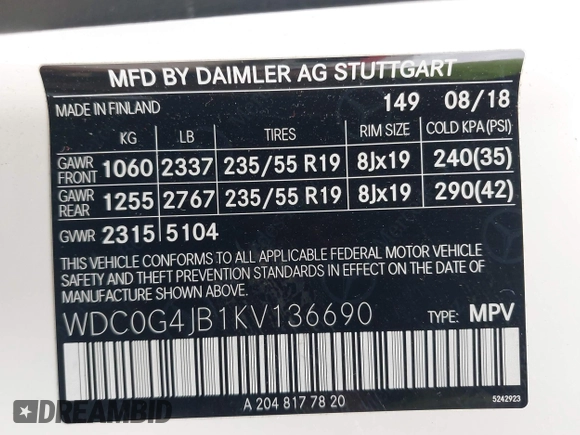 MFD BY DAIMLER AG STUTTGART
MADE IN FINLAND 149 08/18
KG LB TIRES RIM SIZE COLD KPA(PSI)
GAWR FRONT 1060 2337 235/55 R19 8Jx19 240(35)
GAWR REAR 1255 2767 235/55 R19 8Jx19 290(42)
GVWR 2315 5104
THIS VEHICLE CONFORMS TO ALL APPLICABLE FEDERAL MOTOR VEHICLE
SAFETY AND THEFT PREVENTION STANDARDS IN EFFECT ON THE DATE OF
MANUFACTURE SHOWN ABOVE.
WDC0G4JB1KV136690 TYPE: MPV
A 204 817 78 20 5242923
DREAMBID